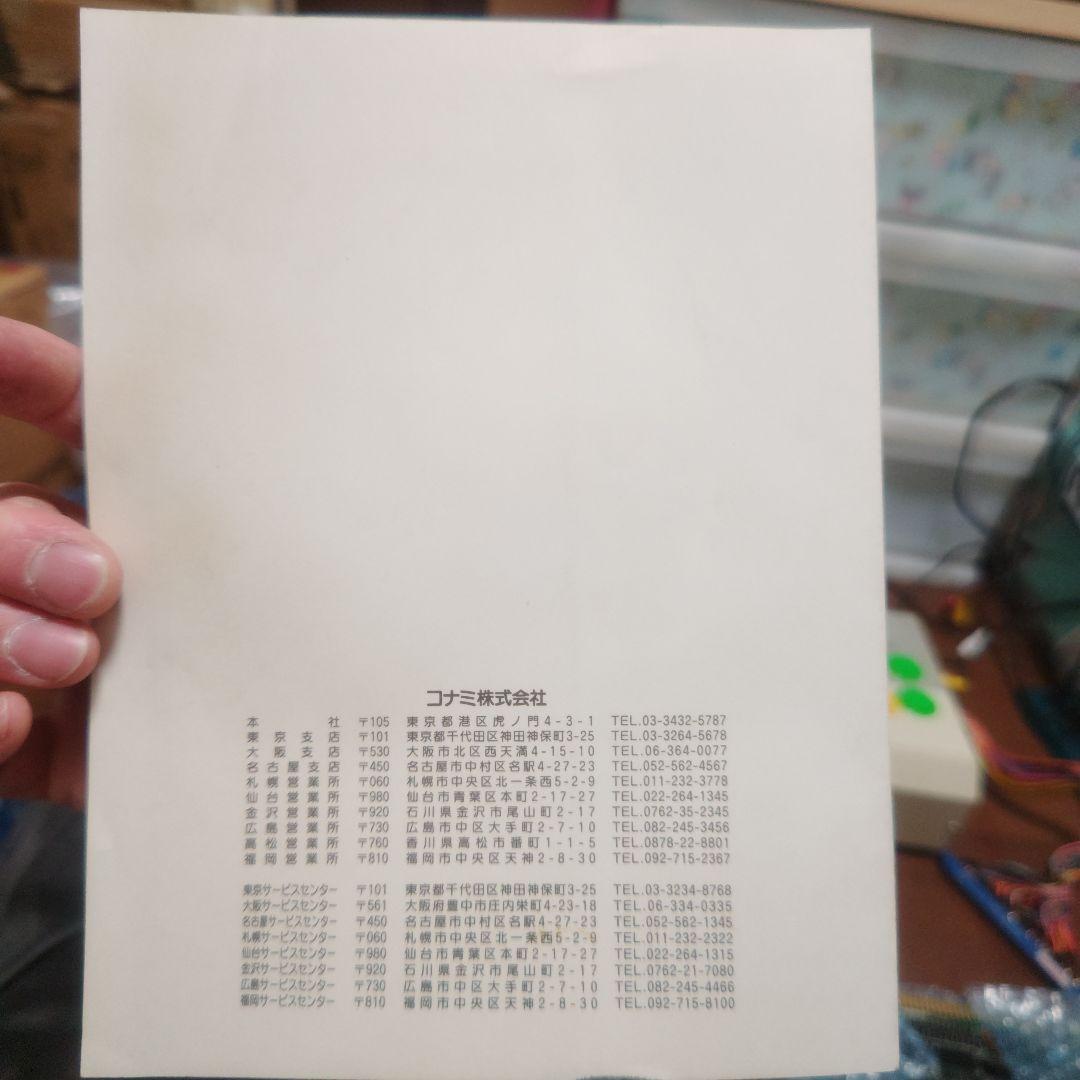 コナミ株式会社
本社 〒105 東京都港区虎ノ門4-3-1 TEL.03-3432-5787
東京支店 〒101 東京都千代田区神田神保町3-25 TEL.03-3264-5678
大阪支店 〒530 大阪市北区西天満4-15-10 TEL.06-364-0077
名古屋支店 〒450 名古屋市中村区名駅4-27-23 TEL.052-562-4567
札幌営業所 〒060 札幌市中央区北一条西5-2-9 TEL.011-232-3778
仙台営業所 〒980 仙台市青葉区本町2-17-27 TEL.022-264-1345
金沢営業所 〒920 石川県金沢市尾山町2-17 TEL.0762-35-2345
広島営業所 〒730 広島市中区大手町2-7-10 TEL.082-245-3456
高松営業所 〒760 香川県高松市番町1-1-5 TEL.0878-22-8801
福岡営業所 〒810 福岡市中央区天神2-8-30 TEL.092-715-2367
東京サービスセンター 〒101 東京都千代田区神田神保町3-25 TEL.03-3234-8768
大阪サービスセンター 〒561 大阪府豊中市庄内栄町4-23-18 TEL.06-334-0335
名古屋サービスセンター 〒450 名古屋市中村区名駅4-27-23 TEL.052-562-1345
札幌サービスセンター 〒060 札幌市中央区北一条西5-2-9 TEL.011-232-2322
仙台サービスセンター 〒980 仙台市青葉区本町2-17-27 TEL.022-264-1315
金沢サービスセンター 〒920 石川県金沢市尾山町2-17 TEL.0762-21-7080
広島サービスセンター 〒730 広島市中区大手町2-7-10 TEL.082-245-4466
福岡サービスセンター 〒810 福岡市中央区天神2-8-30 TEL.092-715-8100